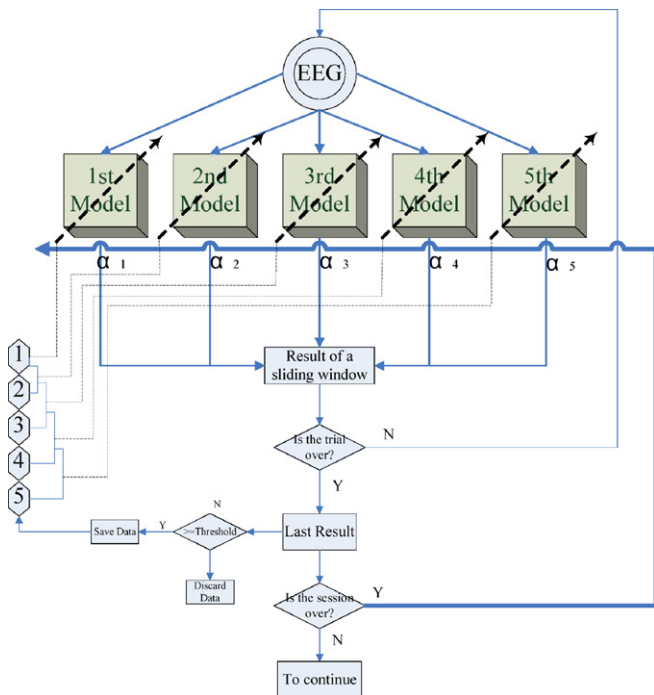 EEG
1st
Model
2nd
Model
3rd
Model
4th
Model
5th
Model
α 1
α 2
α 3
α 4
α 5
1
2
3
4
5
Result of a
sliding window
Is the trial
over?
N
Y
Last Result
N
>=Threshold
Y
Save Data
Discard
Data
Is the session
over?
Y
N
To continue